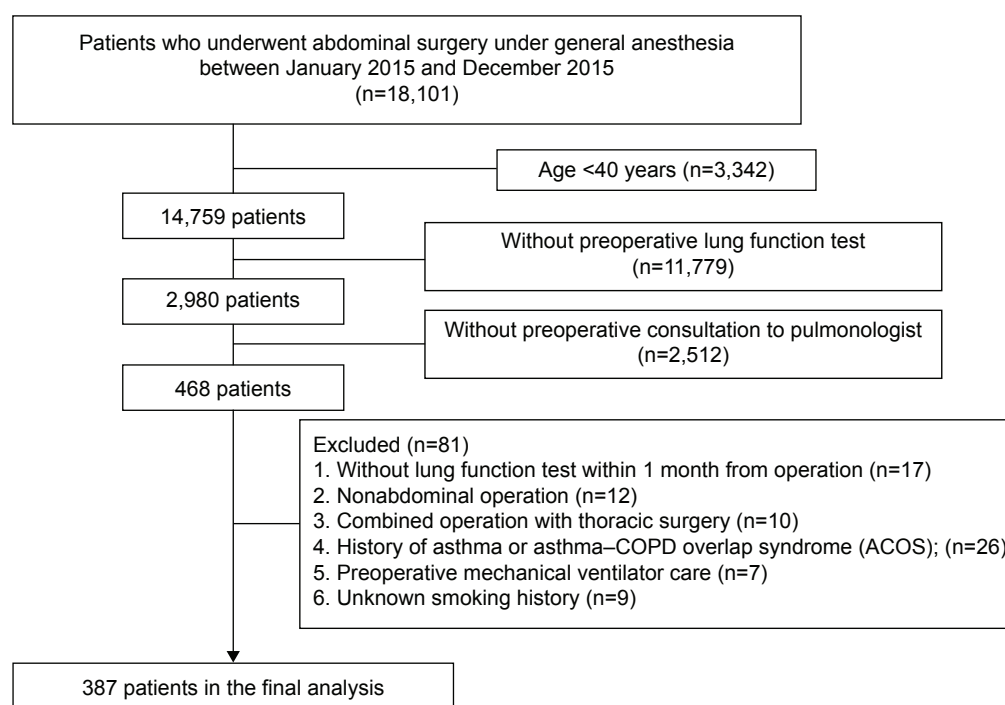 Patients who underwent abdominal surgery under general anesthesia
between January 2015 and December 2015
(n=18,101)
Age <40 years (n=3,342)
14,759 patients
Without preoperative lung function test
(n=11,779)
2,980 patients
Without preoperative consultation to pulmonologist
(n=2,512)
468 patients
Excluded (n=81)
1. Without lung function test within 1 month from operation (n=17)
2. Nonabdominal operation (n=12)
3. Combined operation with thoracic surgery (n=10)
4. History of asthma or asthma–COPD overlap syndrome (ACOS); (n=26)
5. Preoperative mechanical ventilator care (n=7)
6. Unknown smoking history (n=9)
387 patients in the final analysis